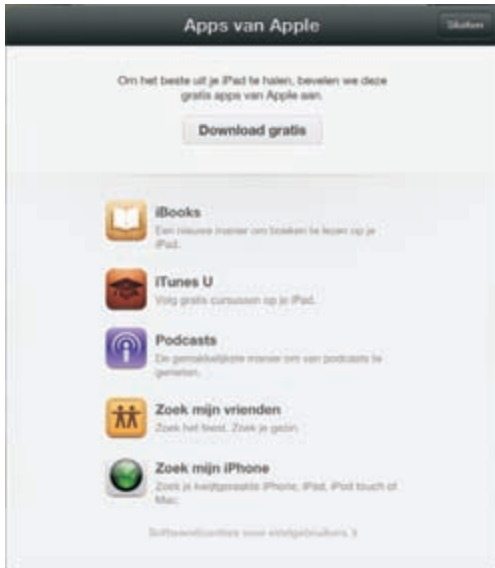 Apps van Apple
Sluiten
Om het beste uit je iPad te halen, bevelen we deze
gratis apps van Apple aan.
Download gratis
iBooks
Een nieuwe manier om boeken te lezen op je
iPad.
iTunes U
Volg gratis cursussen op je iPad.
Podcasts
De gemakkelijkste manier om van podcasts te
genieten.
Zoek mijn vrienden
Zoek het feest. Zoek je gezin.
Zoek mijn iPhone
Zoek je kwijtgeraakte iPhone, iPad, iPod touch of
Mac.
Softwarelicenties voor eindgebruikers